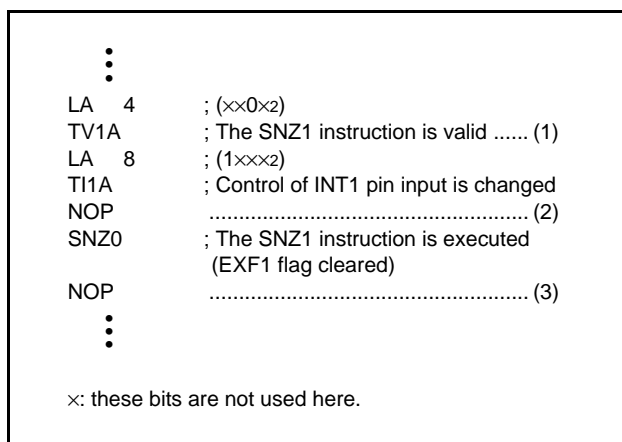 LA 4 ; (××0×2)
TV1A ; The SNZ1 instruction is valid ...... (1)
LA 8 ; (1×××2)
TI1A ; Control of INT1 pin input is changed
NOP ...................................................... (2)
SNZ0 ; The SNZ1 instruction is executed
(EXF1 flag cleared)
NOP ...................................................... (3)
×: these bits are not used here.